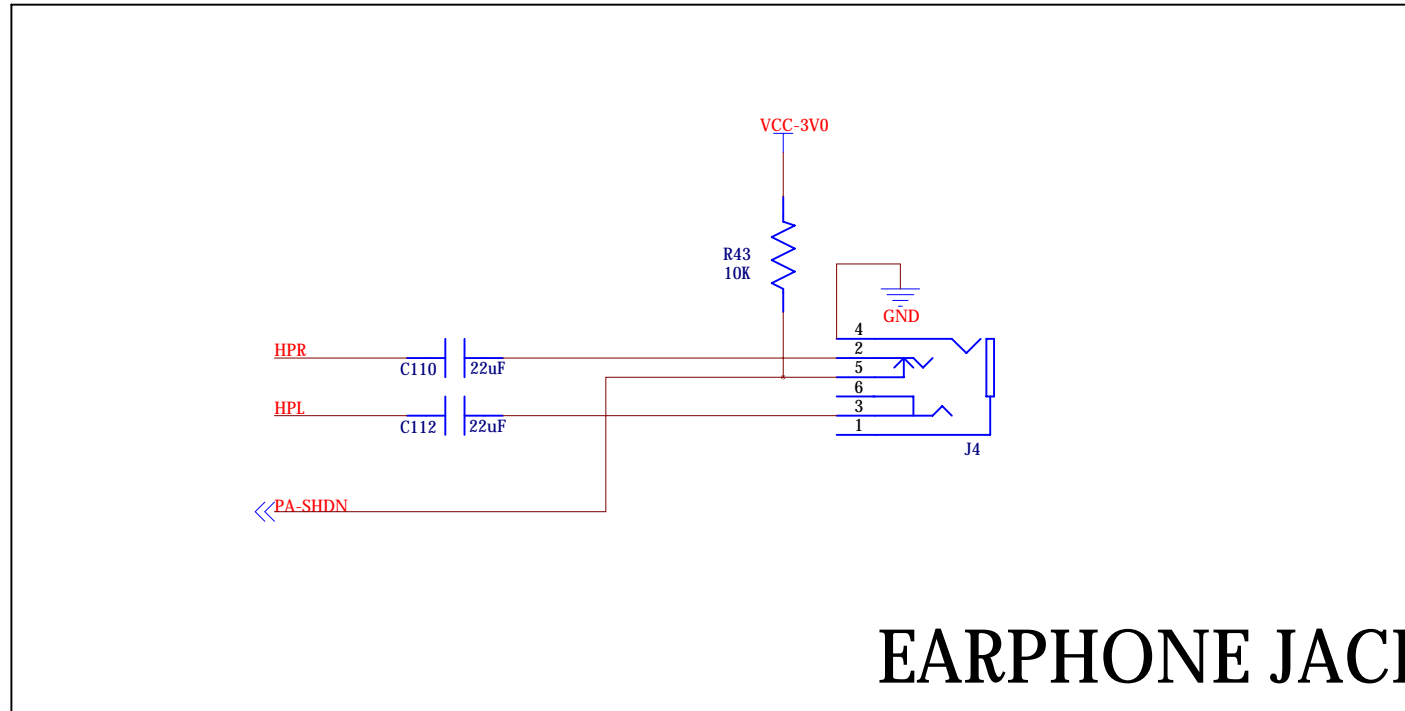 VCC-3V0
R43
10K
GND
4
HPR
2
C110 22uF
5
6
HPL
3
C112 22uF
1
J4
PA-SHDN
EARPHONE JAC